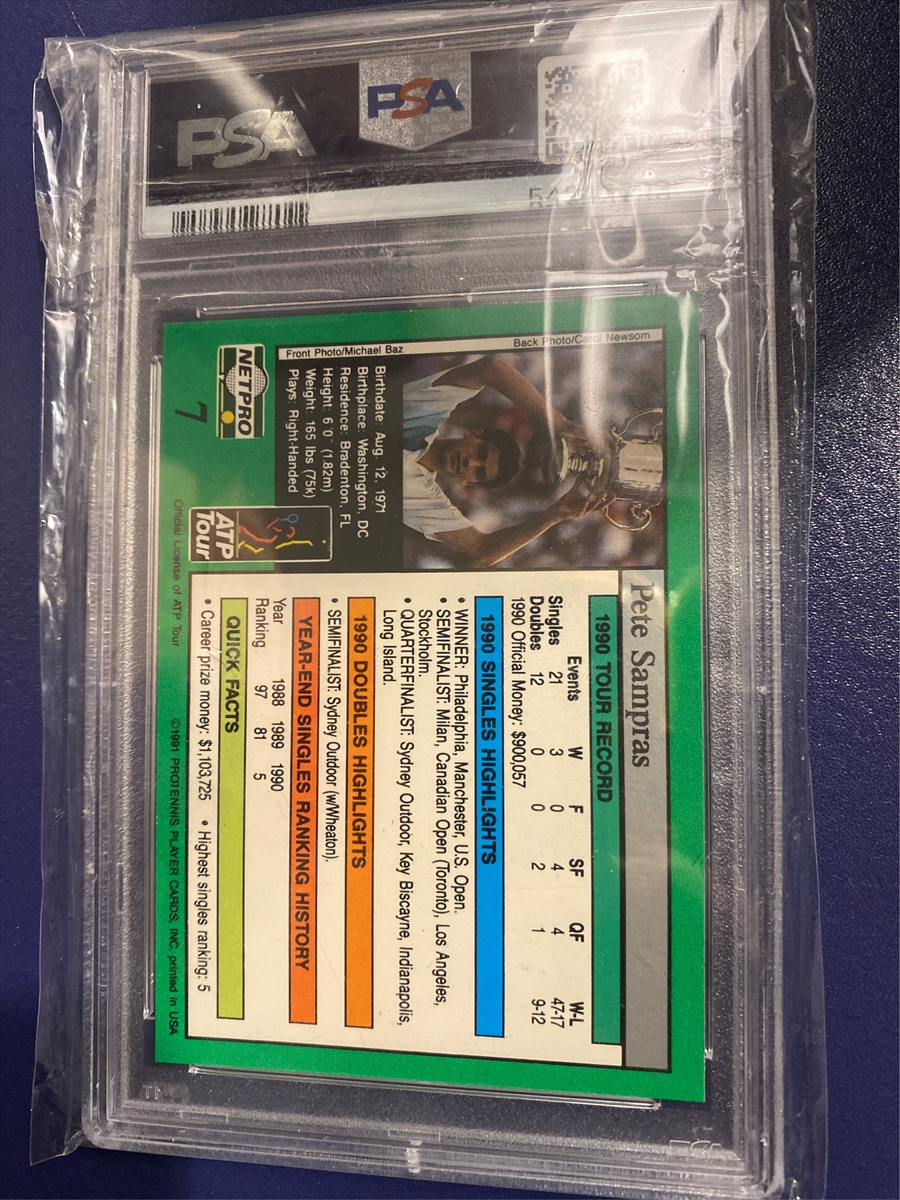 PSA
PSA
Pete Sampras
1990 TOUR RECORD
Events W F SF QF W-L
Singles 21 3 0 4 4 47-17
Doubles 12 0 0 2 1 9-12
1990 Official Money: $900,057
1990 SINGLES HIGHLIGHTS
• WINNER: Philadelphia, Manchester, U.S. Open.
• SEMIFINALIST: Milan, Canadian Open (Toronto), Los Angeles,
Stockholm.
• QUARTERFINALIST: Sydney Outdoor, Key Biscayne, Indianapolis,
Long Island.
1990 DOUBLES HIGHLIGHTS
• SEMIFINALIST: Sydney Outdoor (w/Wheaton).
YEAR-END SINGLES RANKING HISTORY
Year 1988 1989 1990
Ranking 97 81 5
QUICK FACTS
• Career prize money: $1,103,725 • Highest singles ranking: 5
Back Photo/Carol Newsom
Front Photo/Michael Baz
Birthdate: Aug. 12, 1971
Birthplace: Washington, DC
Residence: Bradenton, FL
Height: 6'0" (1.82m)
Weight: 165 lbs (75k)
Plays: Right-Handed
NETPRO
7
ATP
Tour
Official License of ATP Tour
©1991 PROTENNIS PLAYER CARDS, INC. printed in USA